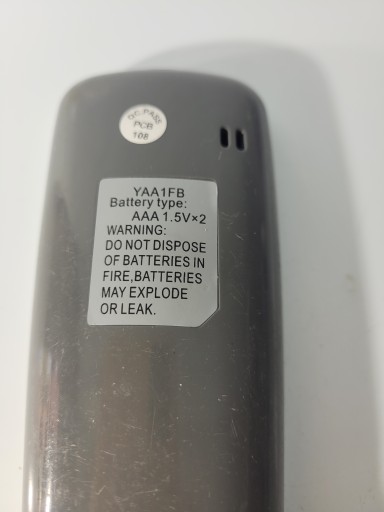 QC.PASS
PCB
108
YAA1FB
Battery type:
AAA 1.5V×2
WARNING:
DO NOT DISPOSE
OF BATTERIES IN
FIRE,BATTERIES
MAY EXPLODE
OR LEAK.